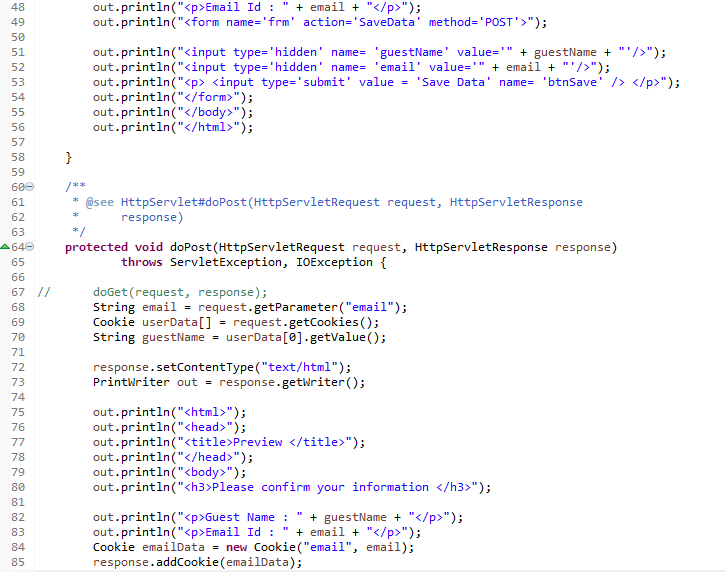 48 out.println("<p>Email Id : " + email + "</p>");
49 out.println("<form name='frm' action='SaveData' method='POST'>");
50
51 out.println("<input type='hidden' name= 'guestName' value='" + guestName + "'/>");
52 out.println("<input type='hidden' name= 'email' value='" + email + "'/>");
53 out.println("<p> <input type='submit' value = 'Save Data' name= 'btnSave' /> </p>");
54 out.println("</form>");
55 out.println("</body>");
56 out.println("</html>");
57
58 }
59
60 /**
61 * @see HttpServlet#doPost(HttpServletRequest request, HttpServletResponse
62 * response)
63 */
64 protected void doPost(HttpServletRequest request, HttpServletResponse response)
65 throws ServletException, IOException {
66
67 // doGet(request, response);
68 String email = request.getParameter("email");
69 Cookie userData[] = request.getCookies();
70 String guestName = userData[0].getValue();
71
72 response.setContentType("text/html");
73 PrintWriter out = response.getWriter();
74
75 out.println("<html>");
76 out.println("<head>");
77 out.println("<title>Preview </title>");
78 out.println("</head>");
79 out.println("<body>");
80 out.println("<h3>Please confirm your information </h3>");
81
82 out.println("<p>Guest Name : " + guestName + "</p>");
83 out.println("<p>Email Id : " + email + "</p>");
84 Cookie emailData = new Cookie("email", email);
85 response.addCookie(emailData);